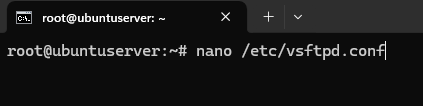 root@ubuntuserver: ~
root@ubuntuserver:~# nano /etc/vsftpd.conf